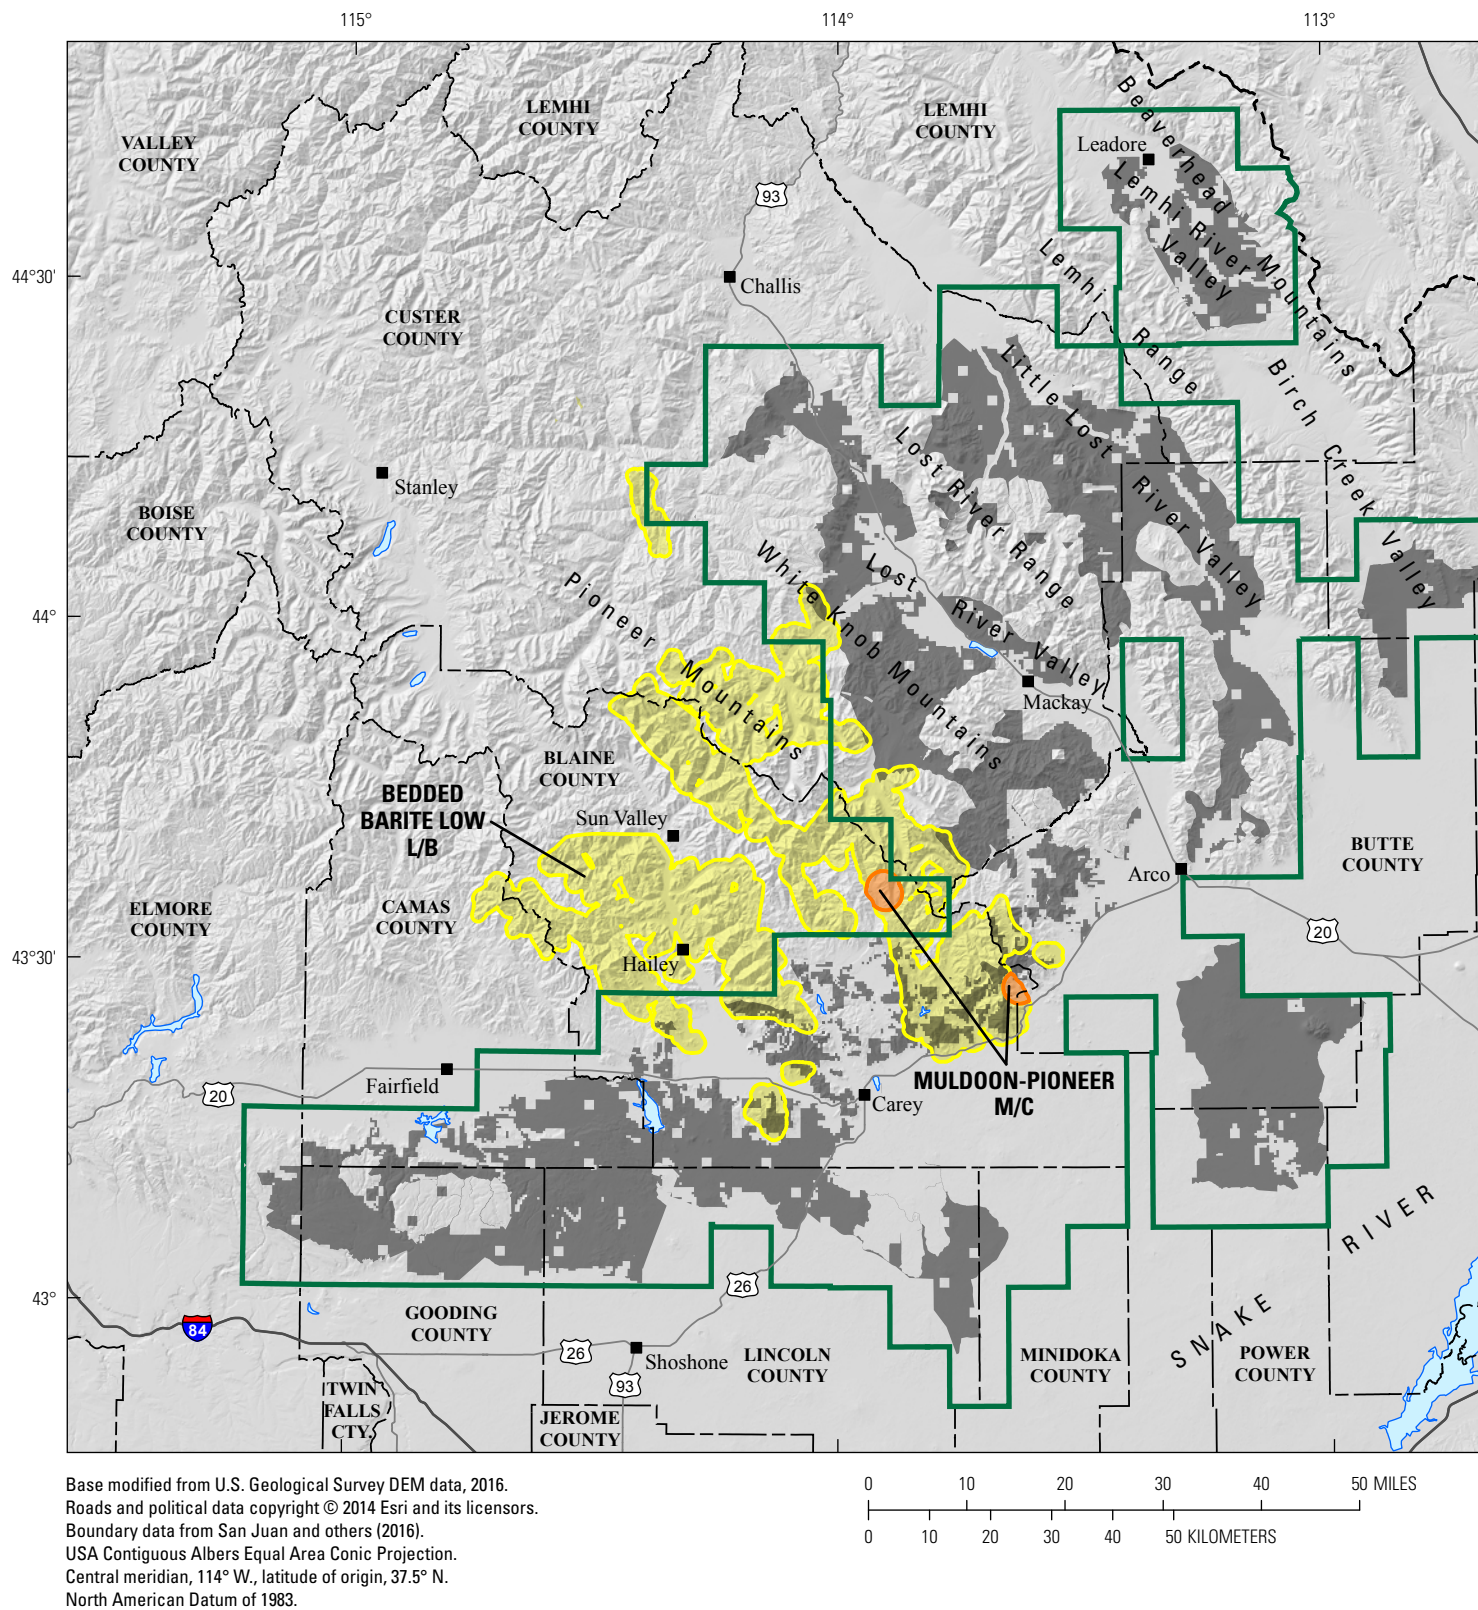 115°
114°
113°
44°30'
44°
43°30'
43°
VALLEY
COUNTY
LEMHI
COUNTY
LEMHI
COUNTY
Beaverhead Mountains
Leadore
Lemhi River
Valley
93
Challis
Lemhi Range
CUSTER
COUNTY
Birch Creek Valley
Little Lost River Valley
Lost River Range
Stanley
BOISE
COUNTY
Pioneer
Mountains
White Knob Mountains
Lost
River Valley
Mackay
BLAINE
COUNTY
BEDDED
BARITE LOW
L/B
Sun Valley
BUTTE
COUNTY
Arco
ELMORE
COUNTY
CAMAS
COUNTY
20
Hailey
MULDOON-PIONEER
M/C
Fairfield
20
Carey
SNAKE RIVER
26
GOODING
COUNTY
84
26
Shoshone
LINCOLN
COUNTY
MINIDOKA
COUNTY
POWER
COUNTY
93
TWIN
FALLS
CTY.
JEROME
COUNTY
Base modified from U.S. Geological Survey DEM data, 2016.
Roads and political data copyright © 2014 Esri and its licensors.
Boundary data from San Juan and others (2016).
USA Contiguous Albers Equal Area Conic Projection.
Central meridian, 114° W., latitude of origin, 37.5° N.
North American Datum of 1983.
0 10 20 30 40 50 MILES
0 10 20 30 40 50 KILOMETERS